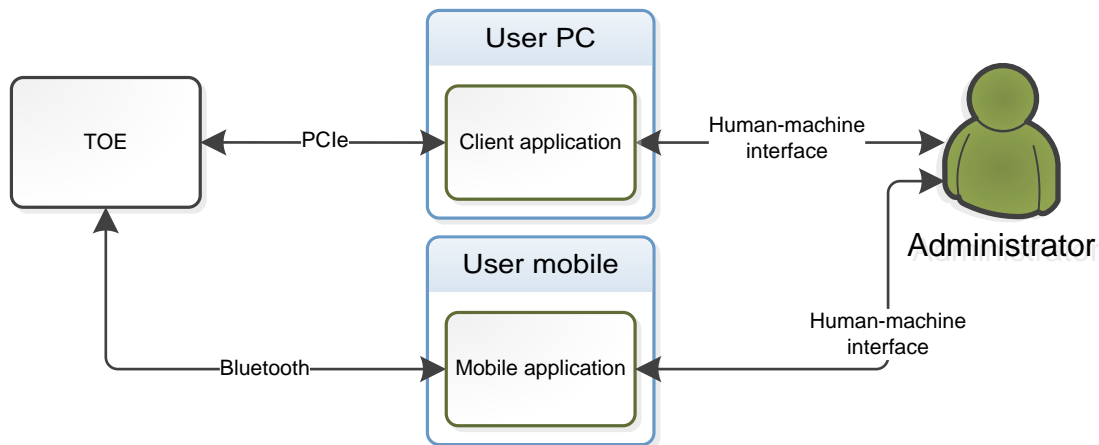 User PC
TOE
PCIe
Client application
Human-machine
interface
Administrator
User mobile
Human-machine
interface
Bluetooth
Mobile application